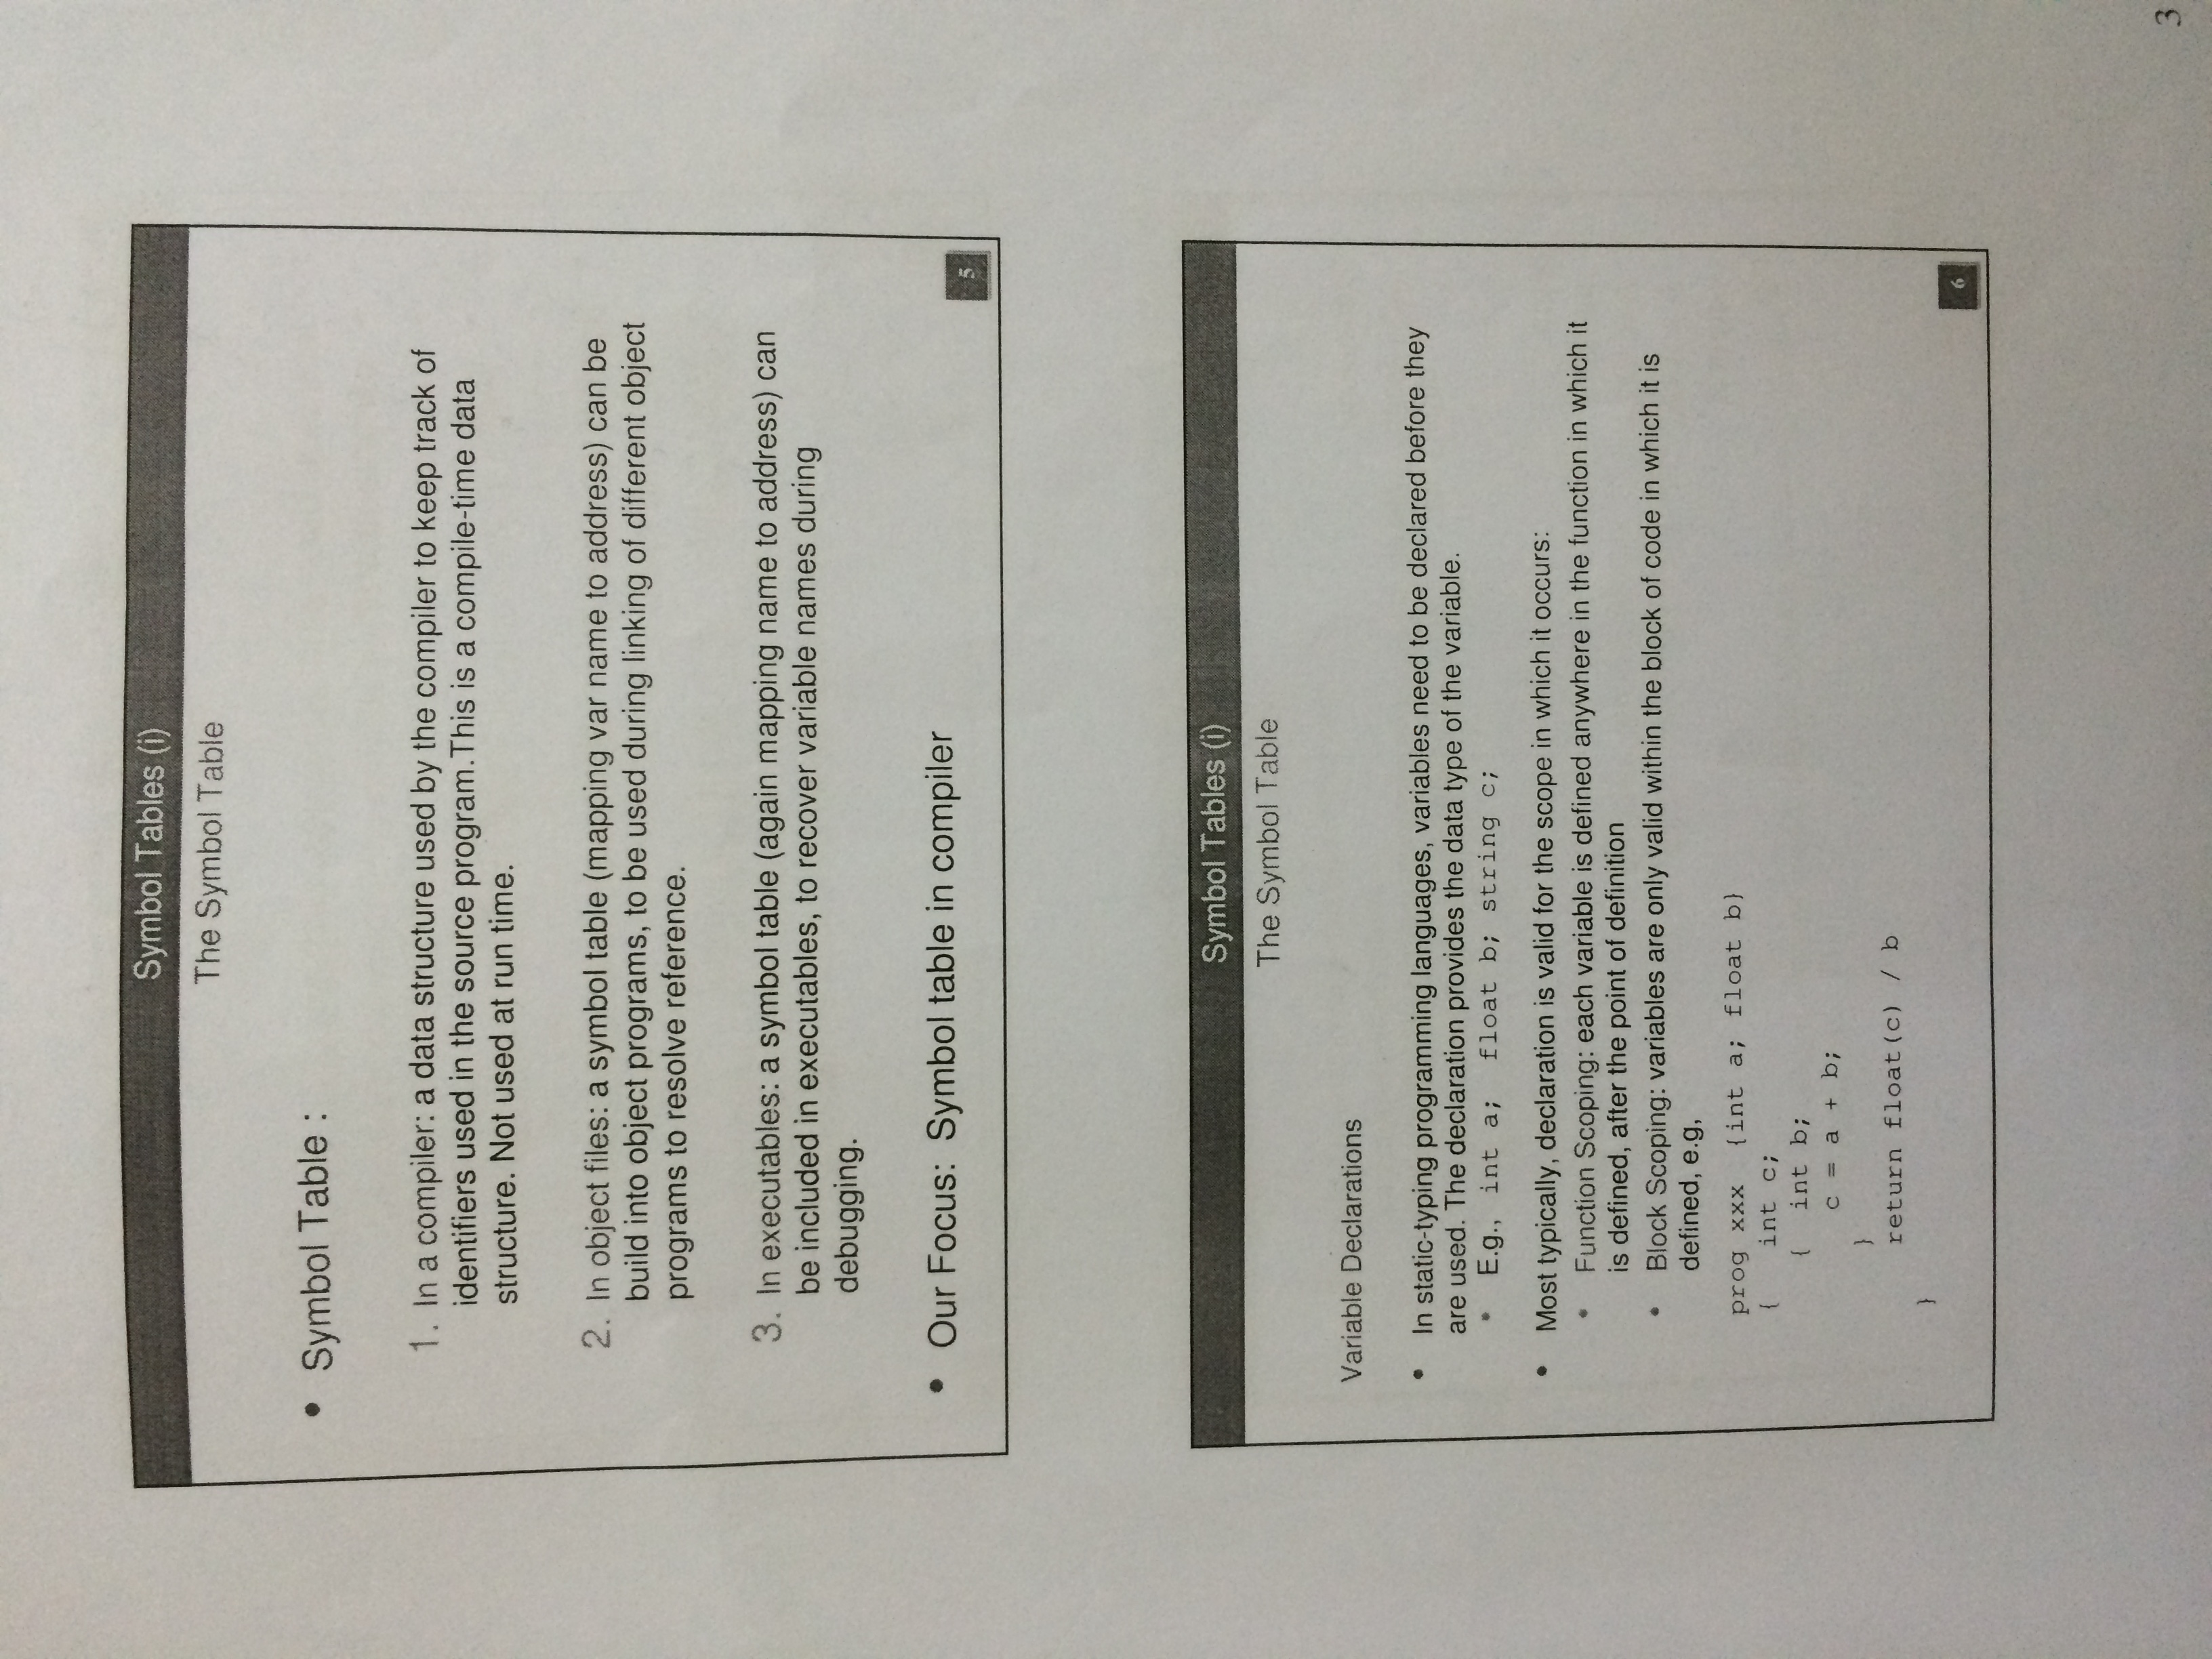 Symbol Tables (i)
The Symbol Table
• Symbol Table :
1. In a compiler: a data structure used by the compiler to keep track of
identifiers used in the source program.This is a compile-time data
structure. Not used at run time.
2. In object files: a symbol table (mapping var name to address) can be
build into object programs, to be used during linking of different object
programs to resolve reference.
3. In executables: a symbol table (again mapping name to address) can
be included in executables, to recover variable names during
debugging.
• Our Focus: Symbol table in compiler
5
Symbol Tables (i)
The Symbol Table
Variable Declarations
• In static-typing programming languages, variables need to be declared before they
are used. The declaration provides the data type of the variable.
• E.g., int a; float b; string c;
• Most typically, declaration is valid for the scope in which it occurs:
• Function Scoping: each variable is defined anywhere in the function in which it
is defined, after the point of definition
• Block Scoping: variables are only valid within the block of code in which it is
defined, e.g,
prog xxx {int a; float b}
{ int c;
{ int b;
c = a + b;
}
return float(c) / b
}
6
3